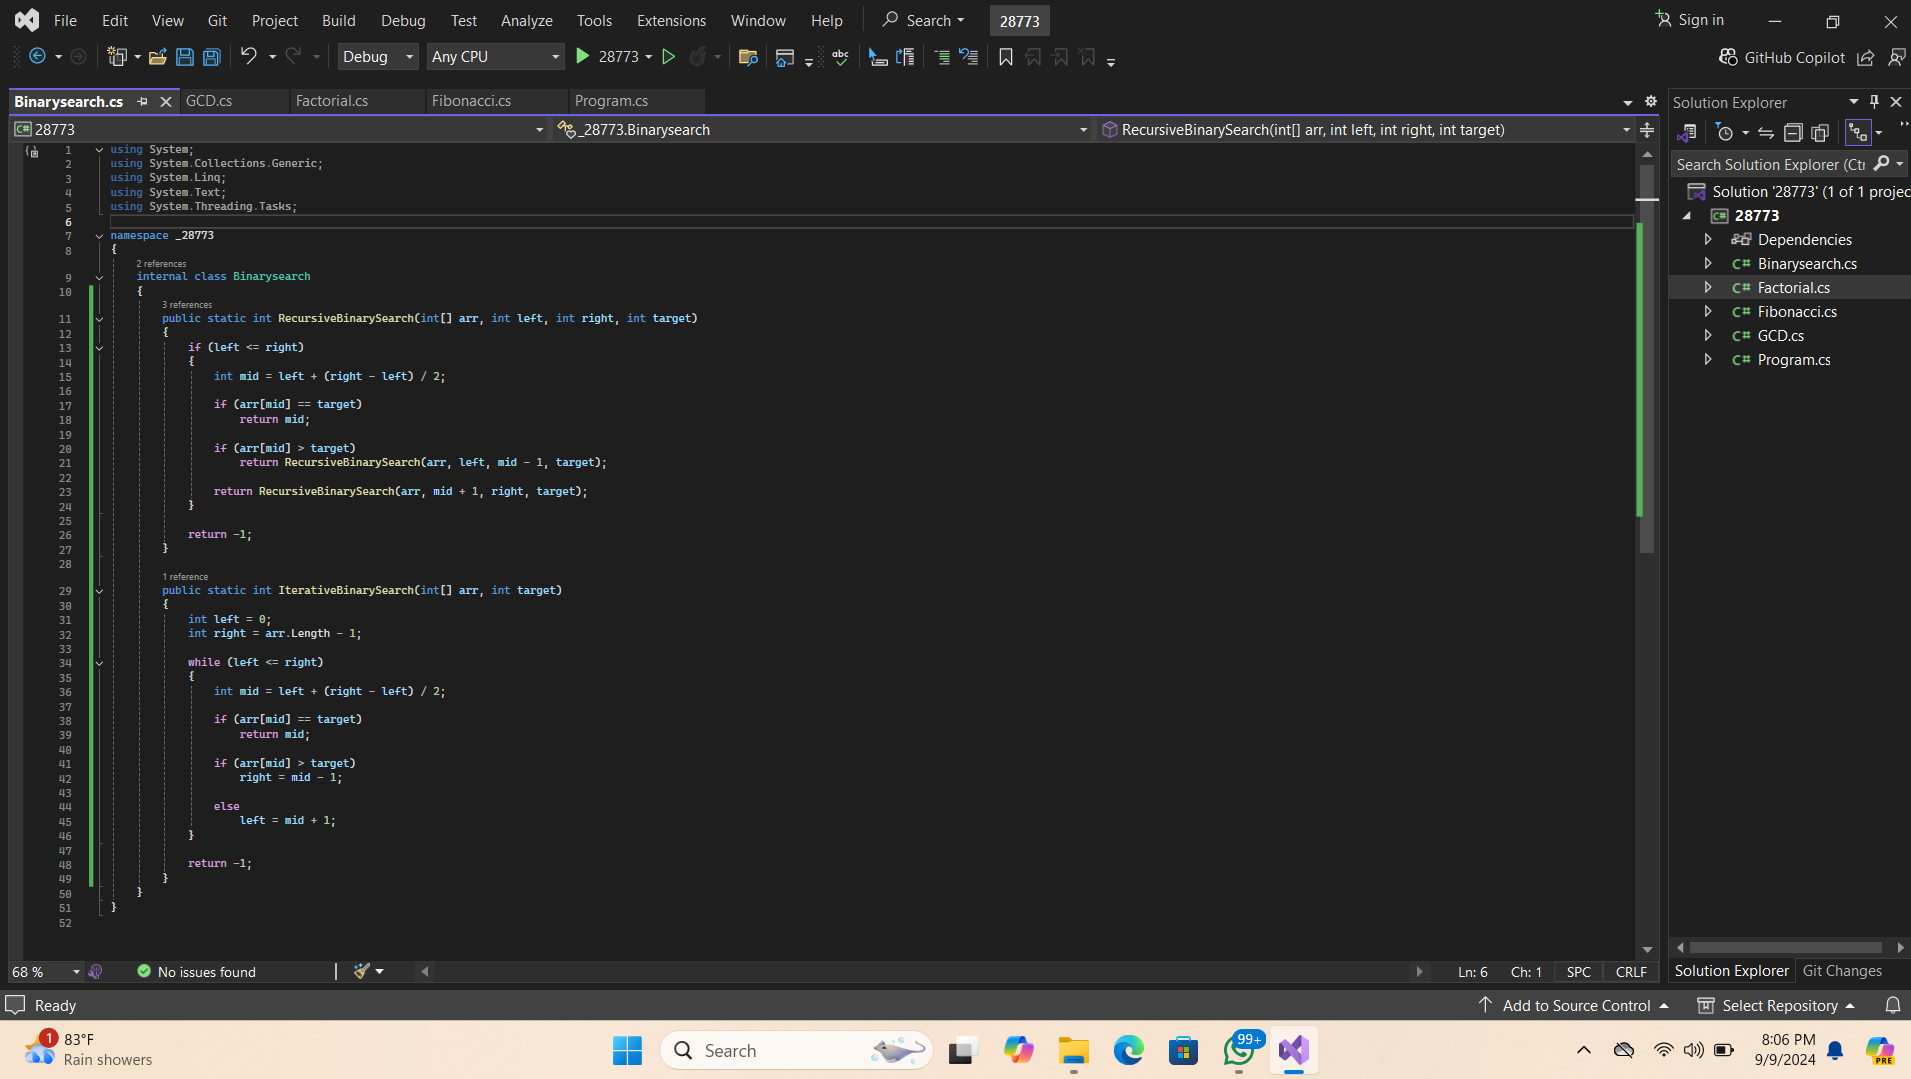 File Edit View Git Project Build Debug Test Analyze Tools Extensions Window Help Search 28773 Sign in
Debug Any CPU 28773 abc GitHub Copilot
Binarysearch.cs GCD.cs Factorial.cs Fibonacci.cs Program.cs
C# 28773 _28773.Binarysearch RecursiveBinarySearch(int[] arr, int left, int right, int target)
1 using System;
2 using System.Collections.Generic;
3 using System.Linq;
4 using System.Text;
5 using System.Threading.Tasks;
6
7 namespace _28773
8 {
2 references
9 internal class Binarysearch
10 {
3 references
11 public static int RecursiveBinarySearch(int[] arr, int left, int right, int target)
12 {
13 if (left <= right)
14 {
15 int mid = left + (right - left) / 2;
16
17 if (arr[mid] == target)
18 return mid;
19
20 if (arr[mid] > target)
21 return RecursiveBinarySearch(arr, left, mid - 1, target);
22
23 return RecursiveBinarySearch(arr, mid + 1, right, target);
24 }
25
26 return -1;
27 }
28
1 reference
29 public static int IterativeBinarySearch(int[] arr, int target)
30 {
31 int left = 0;
32 int right = arr.Length - 1;
33
34 while (left <= right)
35 {
36 int mid = left + (right - left) / 2;
37
38 if (arr[mid] == target)
39 return mid;
40
41 if (arr[mid] > target)
42 right = mid - 1;
43
44 else
45 left = mid + 1;
46 }
47
48 return -1;
49 }
50 }
51 }
52
68 % No issues found Ln: 6 Ch: 1 SPC CRLF
Solution Explorer
Search Solution Explorer (Ctr
Solution '28773' (1 of 1 projec
C# 28773
Dependencies
C# Binarysearch.cs
C# Factorial.cs
C# Fibonacci.cs
C# GCD.cs
C# Program.cs
Solution Explorer Git Changes
Ready Add to Source Control Select Repository
1 83°F
Rain showers
Search
99+
8:06 PM
9/9/2024
PRE